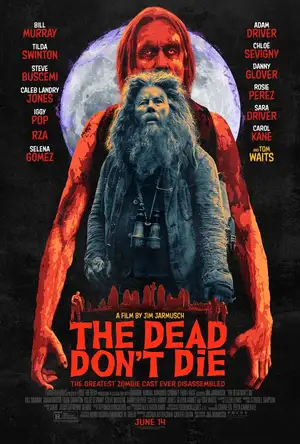 BILL
MURRAY
TILDA
SWINTON
STEVE
BUSCEMI
CALEB LANDRY
JONES
IGGY
POP
RZA
SELENA
GOMEZ
ADAM
DRIVER
CHLOË
SEVIGNY
DANNY
GLOVER
ROSIE
PEREZ
SARA
DRIVER
CAROL
KANE
AND TOM
WAITS
A FILM BY JIM JARMUSCH
THE DEAD
DON'T DIE
THE GREATEST ZOMBIE CAST EVER DISASSEMBLED
JUNE 14